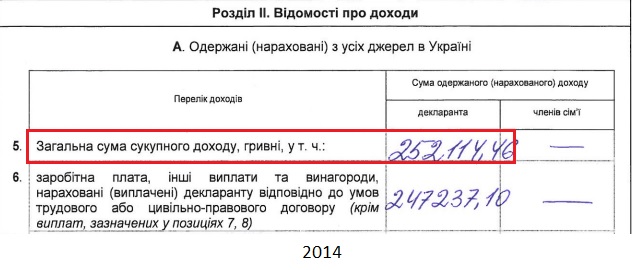 Розділ II. Відомості про доходи
А. Одержані (нараховані) з усіх джерел в Україні
Перелік доходів
Сума одержаного (нарахованого) доходу
декларанта
членів сім'ї
5. Загальна сума сукупного доходу, гривні, у т. ч.: 252114,46 —
6. заробітна плата, інші виплати та винагороди,
нараховані (виплачені) декларанту відповідно до умов
трудового або цивільно-правового договору (крім
виплат, зазначених у позиціях 7, 8)
247237,10 —
2014